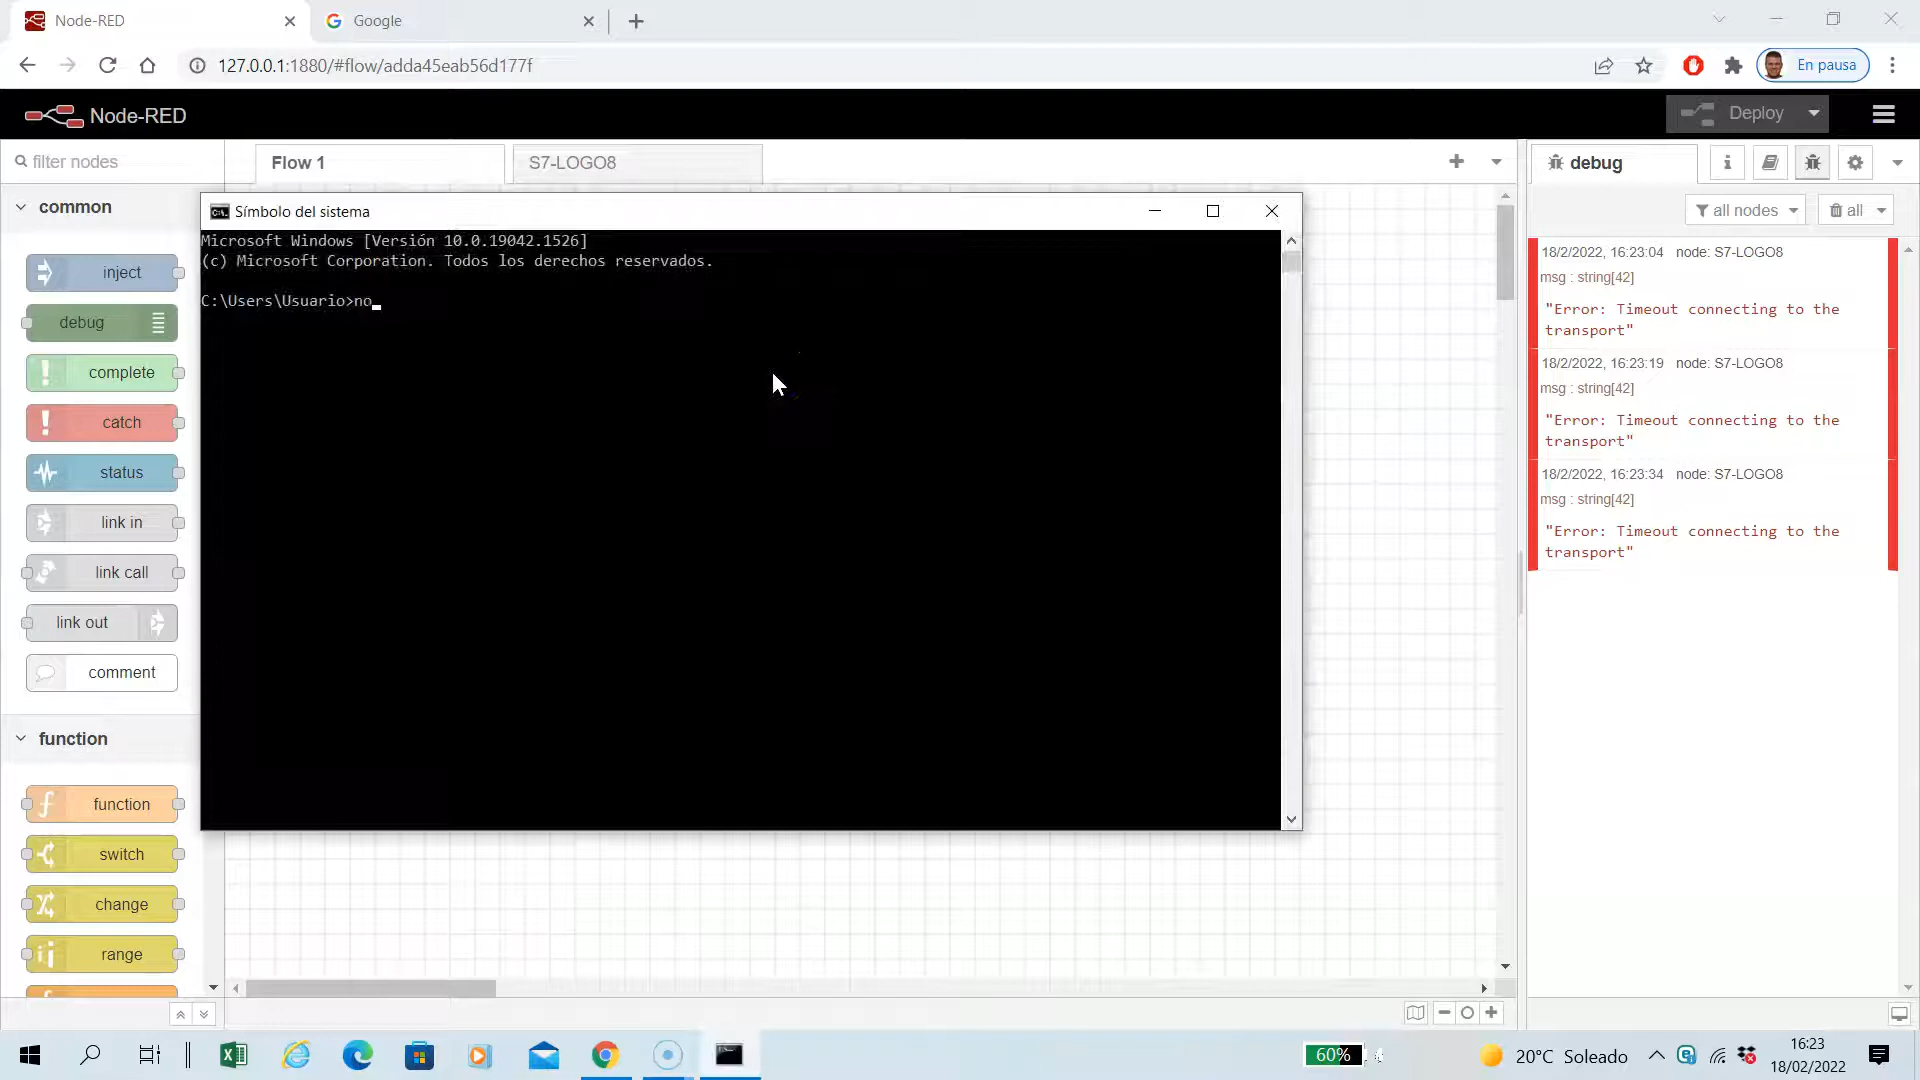 Node-RED
Google
127.0.0.1:1880/#flow/adda45eab56d177f
En pausa
Node-RED
Deploy
filter nodes
Flow 1
S7-LOGO8
debug
i
all nodes
all
common
inject
debug
complete
catch
status
link in
link call
link out
comment
function
function
switch
change
range
Símbolo del sistema
Microsoft Windows [Versión 10.0.19042.1526]
(c) Microsoft Corporation. Todos los derechos reservados.
C:\Users\Usuario>no
18/2/2022, 16:23:04 node: S7-LOGO8
msg : string[42]
"Error: Timeout connecting to the
transport"
18/2/2022, 16:23:19 node: S7-LOGO8
msg : string[42]
"Error: Timeout connecting to the
transport"
18/2/2022, 16:23:34 node: S7-LOGO8
msg : string[42]
"Error: Timeout connecting to the
transport"
60%
20°C Soleado
16:23
18/02/2022